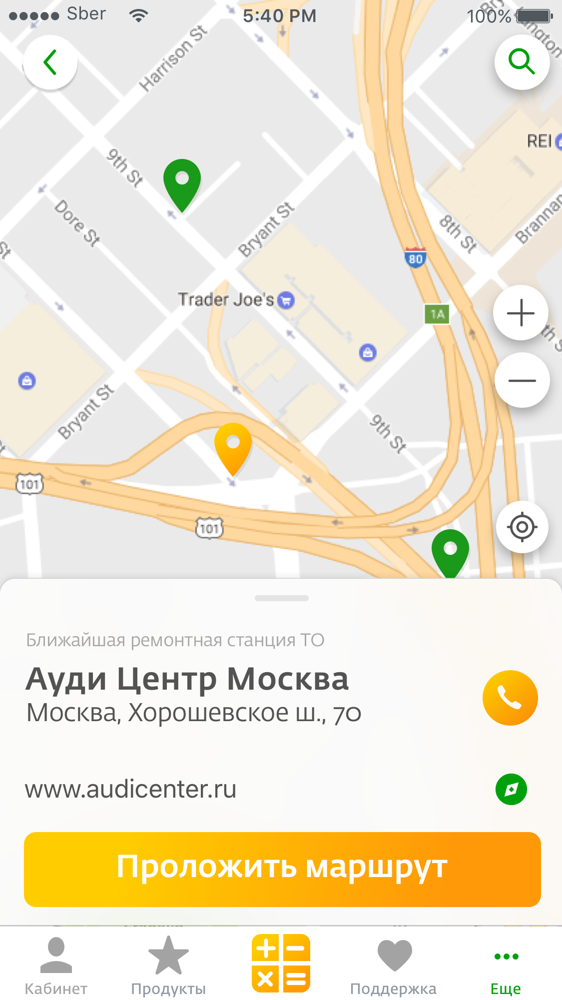 Sber
5:40 PM
100%
Harrison St
REI
9th St
Dore St
Bryant St
8th St
Brannan
St
80
Trader Joe's
1A
th S
Bryant St
9th St
101
101
Ближайшая ремонтная станция ТО
Ауди Центр Москва
Москва, Хорошевское ш., 70
www.audicenter.ru
Проложить маршрут
Кабинет
Продукты
Поддержка
Еще